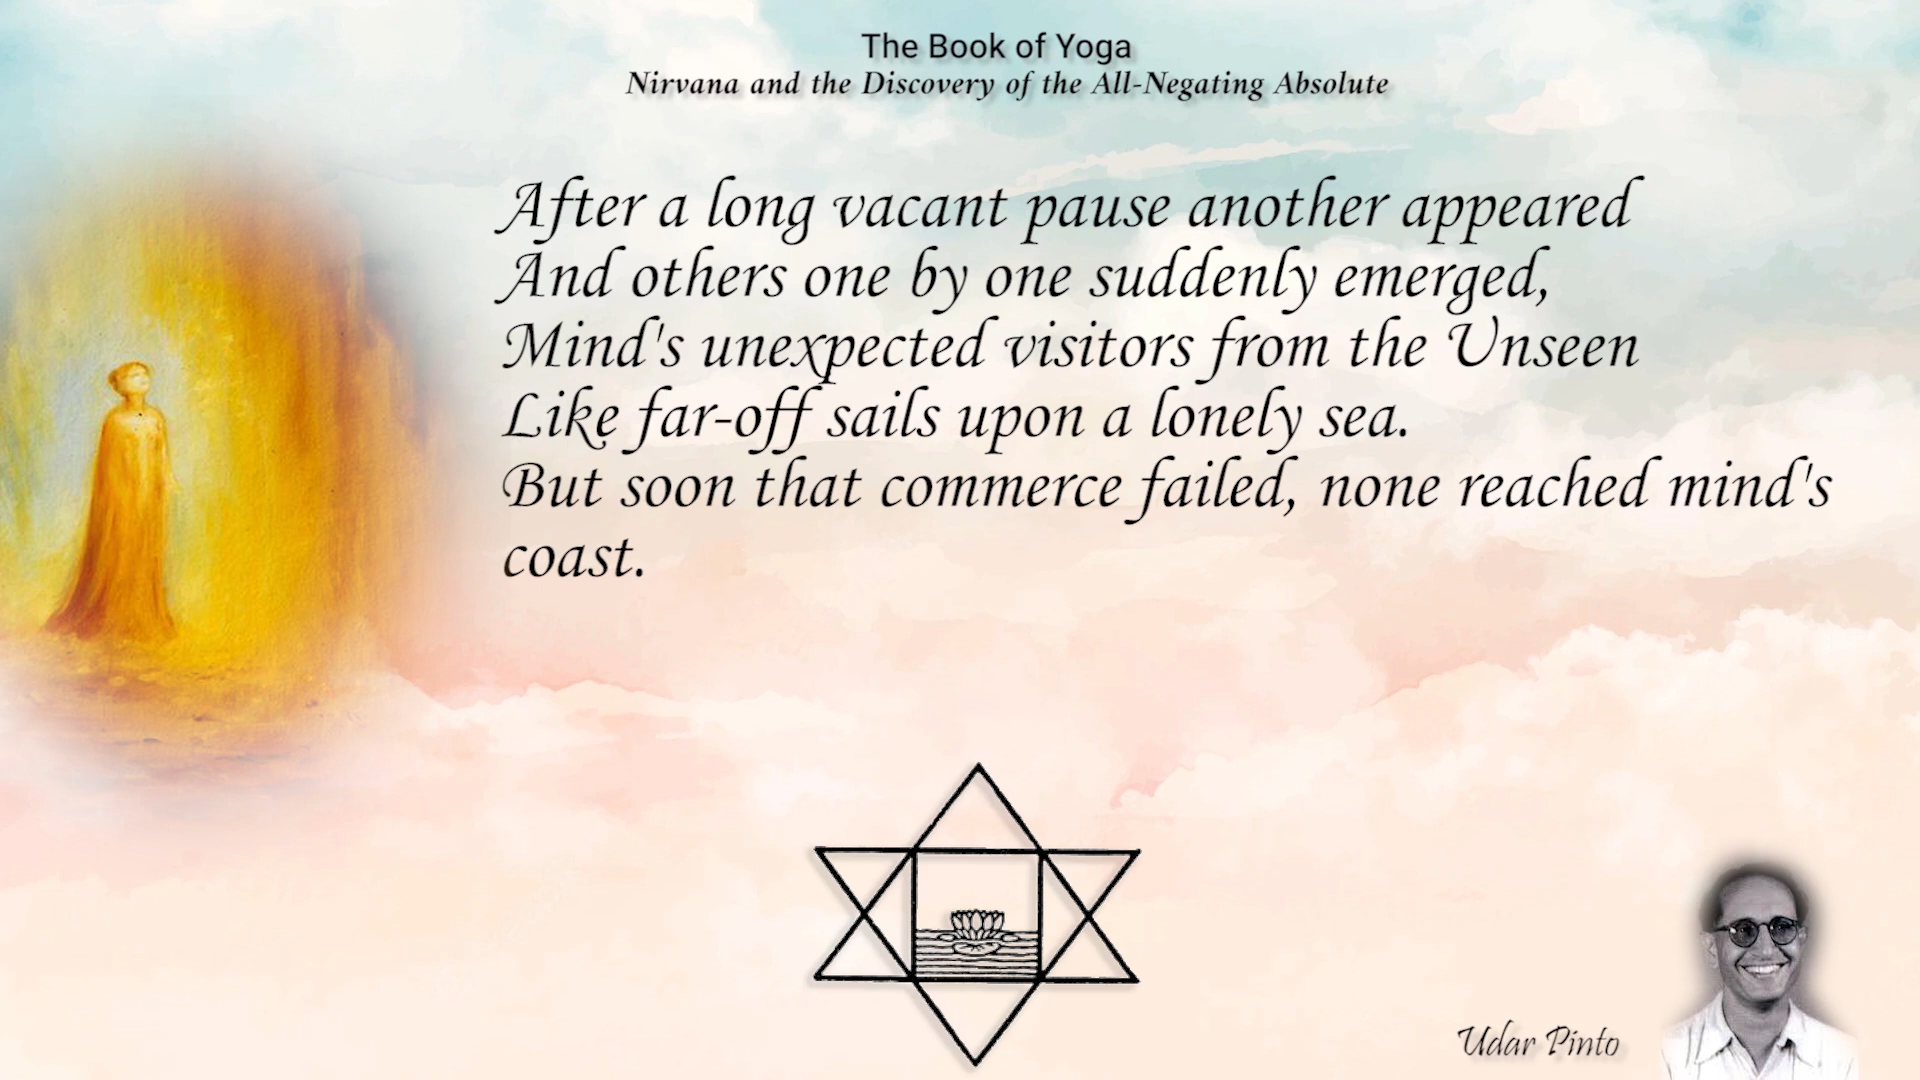 The Book of Yoga
Nirvana and the Discovery of the All-Negating Absolute
After a long vacant pause another appeared
And others one by one suddenly emerged,
Mind's unexpected visitors from the Unseen
Like far-off sails upon a lonely sea.
But soon that commerce failed, none reached mind's
coast.
Udar Pinto